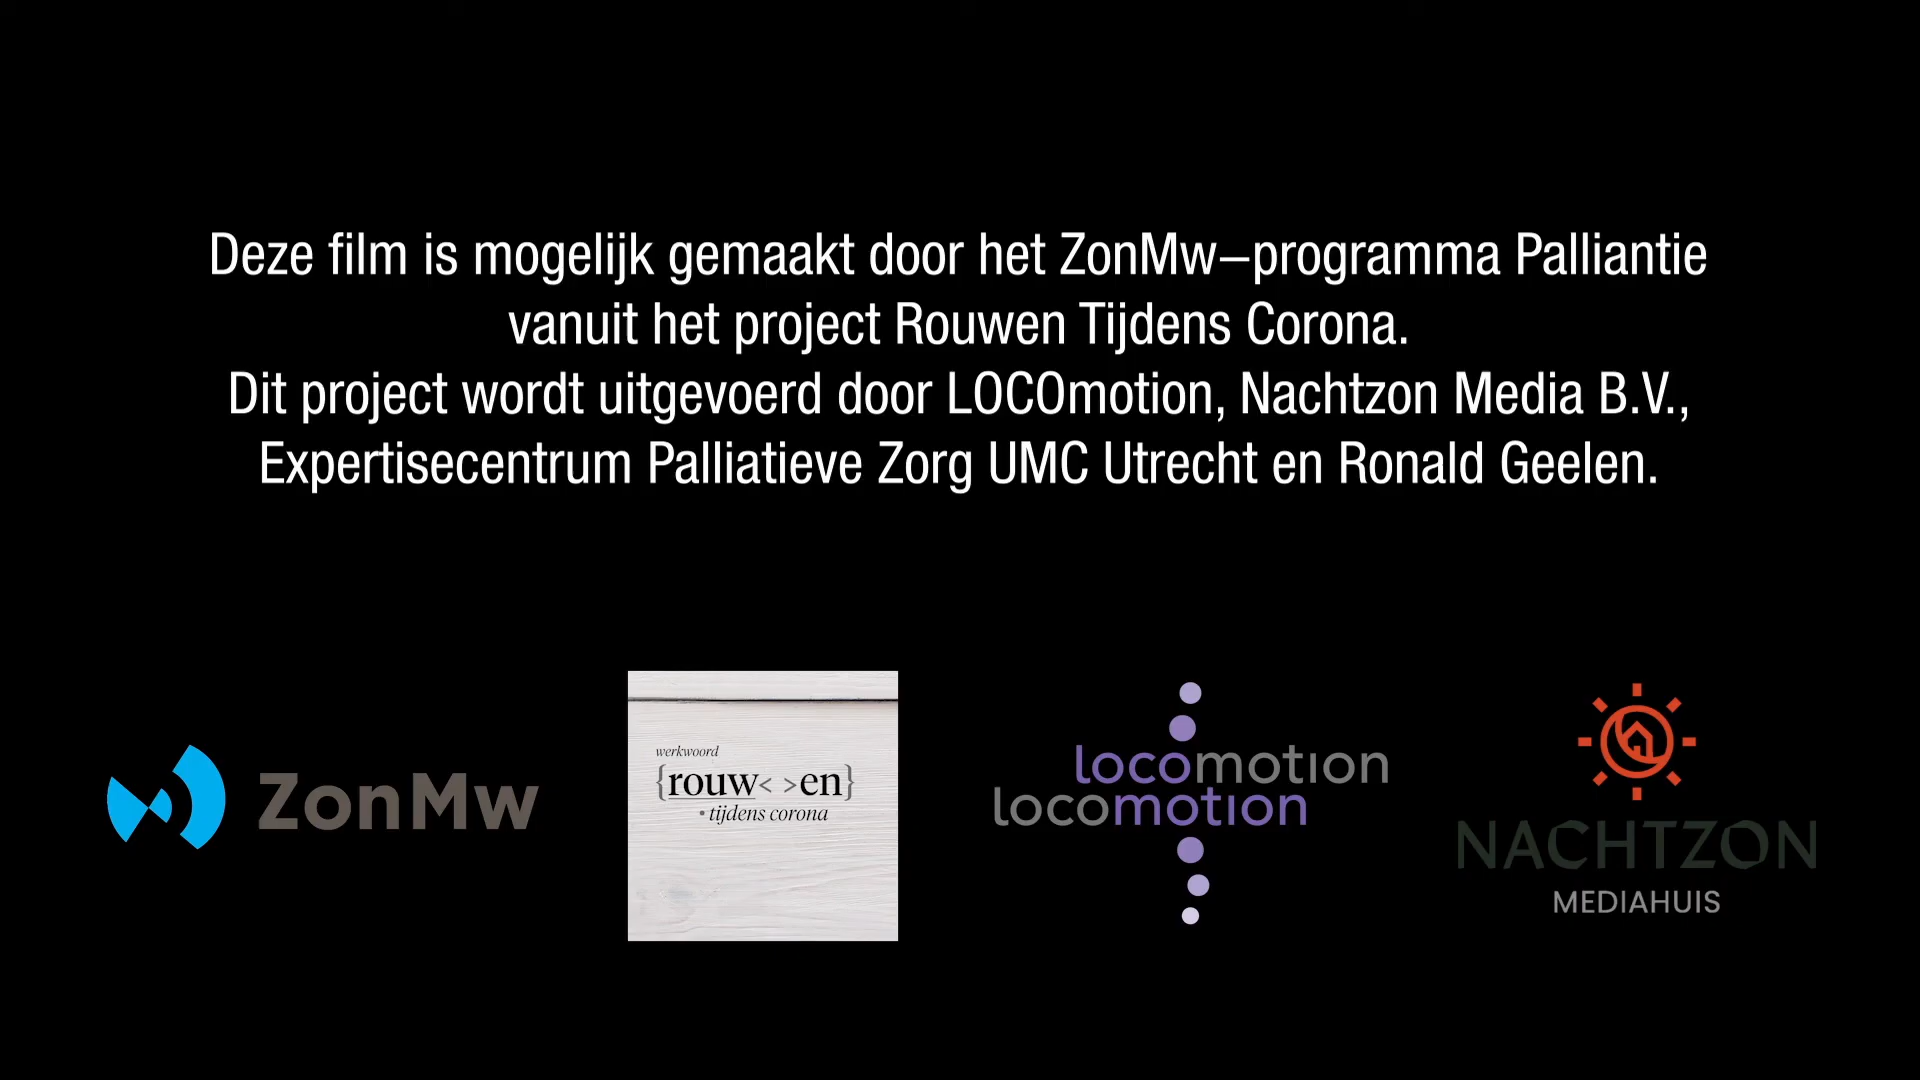 Deze film is mogelijk gemaakt door het ZonMw–programma Palliantie
vanuit het project Rouwen Tijdens Corona.
Dit project wordt uitgevoerd door LOCOmotion, Nachtzon Media B.V.,
Expertisecentrum Palliatieve Zorg UMC Utrecht en Ronald Geelen.
ZonMw
werkwoord
{rouw< >en}
• tijdens corona
locomotion
locomotion
NACHTZON
MEDIAHUIS